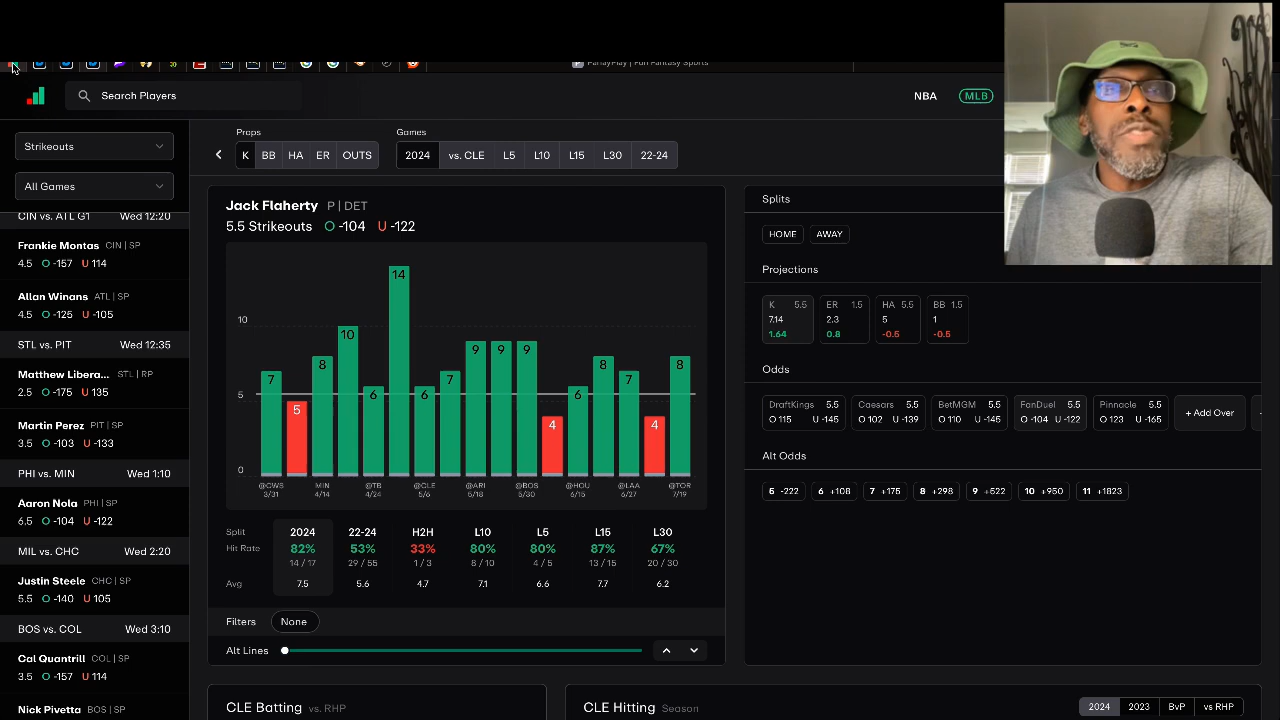 ParlayPlay | Fun Fantasy Sports
Search Players
NBA
MLB
Strikeouts
All Games
Props
K BB HA ER OUTS
Games
2024 vs. CLE L5 L10 L15 L30 22-24
CIN vs. ATL G1 Wed 12:20
Frankie Montas CIN | SP
4.5 O -157 U 114
Allan Winans ATL | SP
4.5 O -125 U -105
STL vs. PIT Wed 12:35
Matthew Libera... STL | RP
2.5 O -175 U 135
Martin Perez PIT | SP
3.5 O -103 U -133
PHI vs. MIN Wed 1:10
Aaron Nola PHI | SP
6.5 O -104 U -122
MIL vs. CHC Wed 2:20
Justin Steele CHC | SP
5.5 O -140 U 105
BOS vs. COL Wed 3:10
Cal Quantrill COL | SP
3.5 O -157 U 114
Nick Pivetta BOS | SP
Jack Flaherty P | DET
5.5 Strikeouts O -104 U -122
10
5
0
7 5 8 10 6 14 6 7 9 9 9 4 6 8 7 4 8
@CWS MIN @TB @CLE @ARI @BOS @HOU @LAA @TOR
3/31 4/14 4/24 5/6 5/18 5/30 6/15 6/27 7/19
Split 2024 22-24 H2H L10 L5 L15 L30
Hit Rate 82% 53% 33% 80% 80% 87% 67%
14 / 17 29 / 55 1 / 3 8 / 10 4 / 5 13 / 15 20 / 30
Avg 7.5 5.6 4.7 7.1 6.6 7.7 6.2
Filters None
Alt Lines
Splits
HOME AWAY
Projections
K 5.5 ER 1.5 HA 5.5 BB 1.5
7.14 2.3 5 1
1.64 0.8 -0.5 -0.5
Odds
DraftKings 5.5 Caesars 5.5 BetMGM 5.5 FanDuel 5.5 Pinnacle 5.5
O 115 U -145 O 102 U -139 O 110 U -145 O -104 U -122 O 123 U -165
+ Add Over
Alt Odds
5 -222 6 +108 7 +175 8 +298 9 +522 10 +950 11 +1823
CLE Batting vs. RHP
CLE Hitting Season
2024 2023 BvP vs RHP